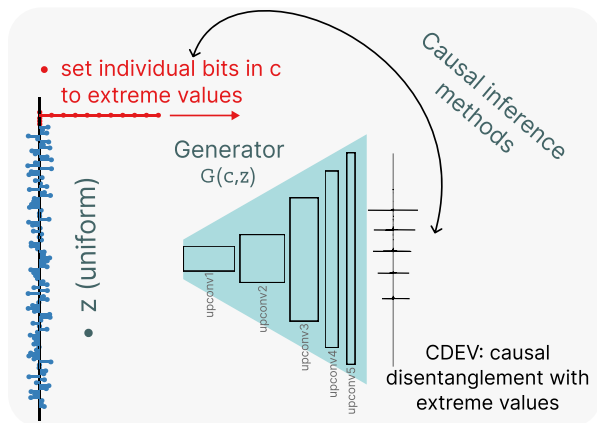 • set individual bits in c
to extreme values
Causal inference
methods
Generator
G(c,z)
• z (uniform)
upconv1
upconv2
upconv3
upconv4
upconv5
CDEV: causal
disentanglement with
extreme values